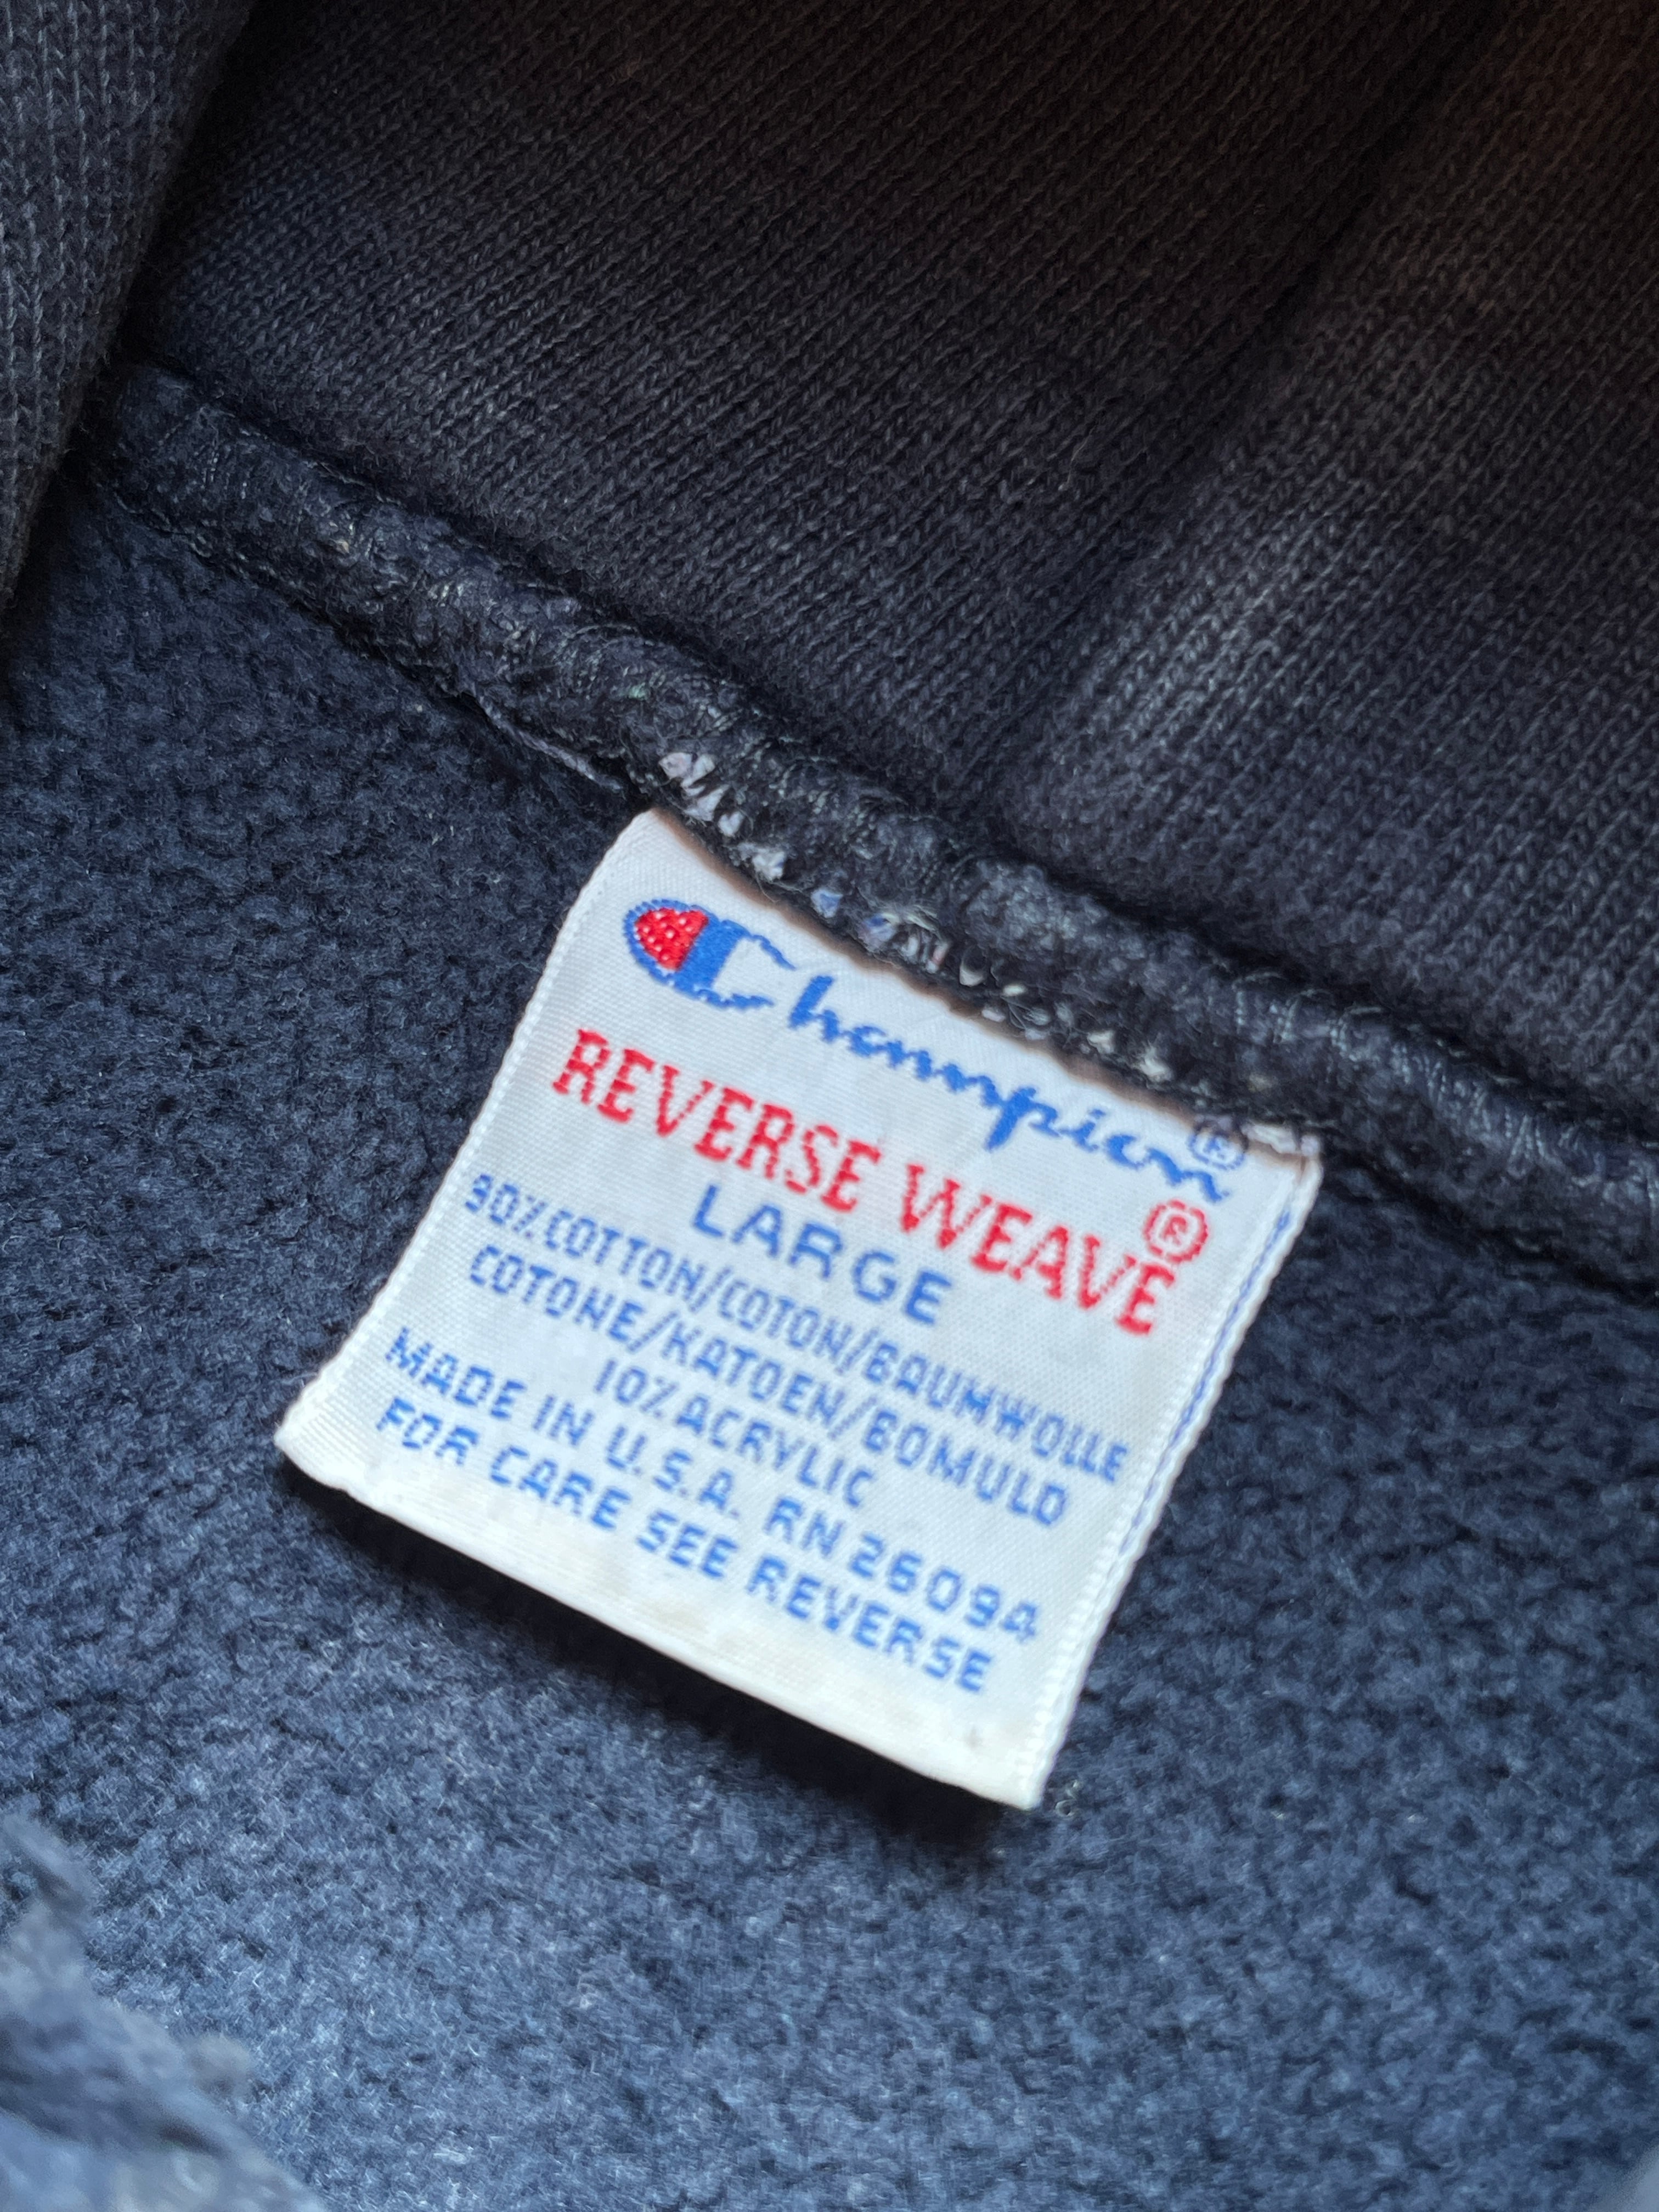 Champion®
REVERSE WEAVE®
LARGE
90% COTTON/COTON/BAUMWOLLE
COTONE/KATOEN/BOMULD
10% ACRYLIC
MADE IN U.S.A. RN 26094
FOR CARE SEE REVERSE